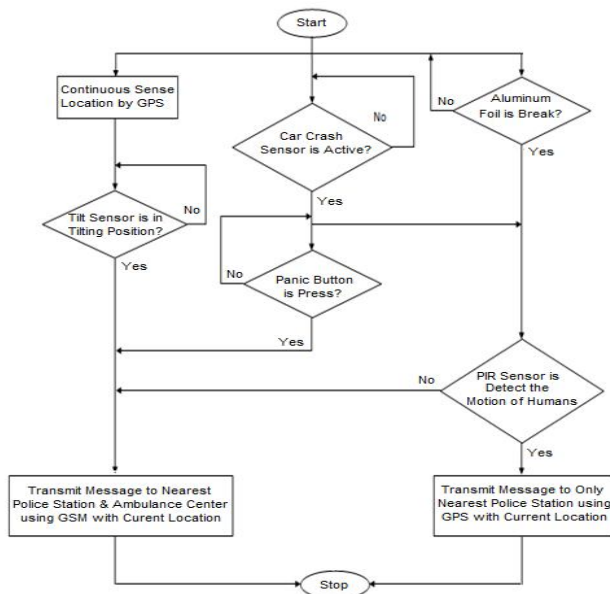 Start
Continuous Sense
Location by GPS
No
Car Crash
Sensor is Active?
No
Aluminum
Foil is Break?
Yes
Yes
Tilt Sensor is in
Tilting Position?
No
Yes
No
Panic Button
is Press?
Yes
No
PIR Sensor is
Detect the
Motion of Humans
Yes
Transmit Message to Nearest
Police Station & Ambulance Center
using GSM with Curent Location
Transmit Message to Only
Nearest Police Station using
GPS with Current Location
Stop